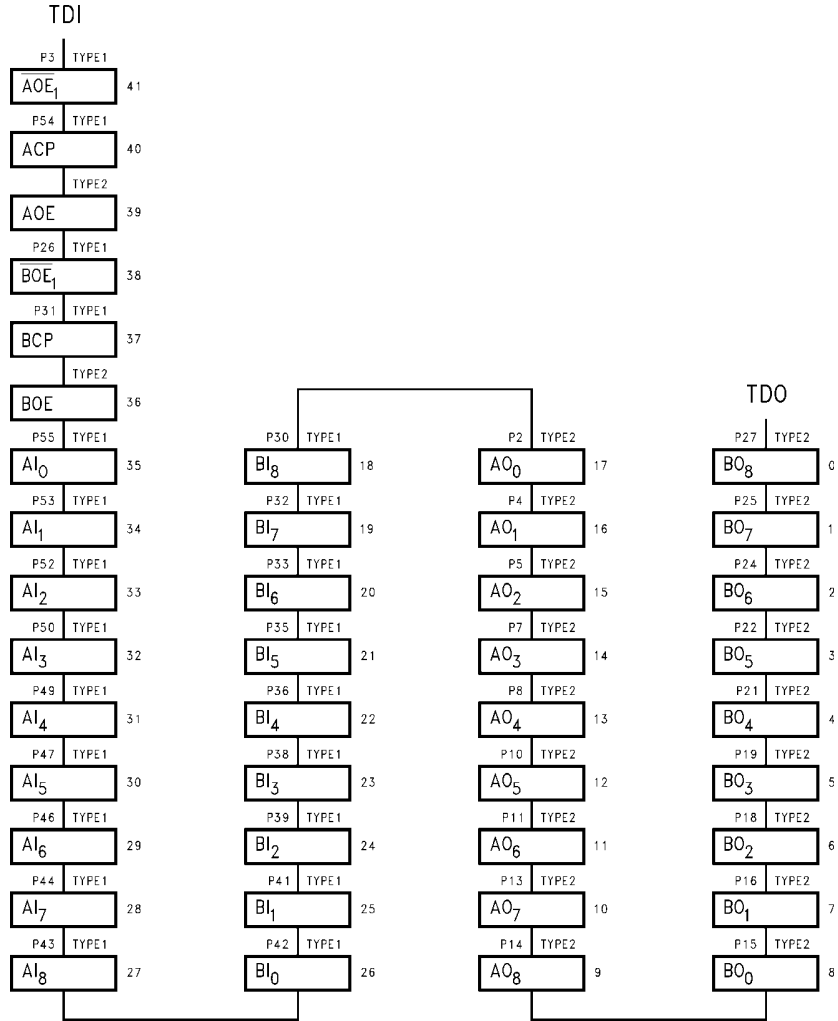 TDI
P3 TYPE1
AOE₁ 41
P54 TYPE1
ACP 40
TYPE2
AOE 39
P26 TYPE1
BOE₁ 38
P31 TYPE1
BCP 37
TYPE2
BOE 36
P55 TYPE1
AI₀ 35
P53 TYPE1
AI₁ 34
P52 TYPE1
AI₂ 33
P50 TYPE1
AI₃ 32
P49 TYPE1
AI₄ 31
P47 TYPE1
AI₅ 30
P46 TYPE1
AI₆ 29
P44 TYPE1
AI₇ 28
P43 TYPE1
AI₈ 27
P30 TYPE1
BI₈ 18
P32 TYPE1
BI₇ 19
P33 TYPE1
BI₆ 20
P35 TYPE1
BI₅ 21
P36 TYPE1
BI₄ 22
P38 TYPE1
BI₃ 23
P39 TYPE1
BI₂ 24
P41 TYPE1
BI₁ 25
P42 TYPE1
BI₀ 26
P2 TYPE2
AO₀ 17
P4 TYPE2
AO₁ 16
P5 TYPE2
AO₂ 15
P7 TYPE2
AO₃ 14
P8 TYPE2
AO₄ 13
P10 TYPE2
AO₅ 12
P11 TYPE2
AO₆ 11
P13 TYPE2
AO₇ 10
P14 TYPE2
AO₈ 9
TDO
P27 TYPE2
BO₈ 0
P25 TYPE2
BO₇ 1
P24 TYPE2
BO₆ 2
P22 TYPE2
BO₅ 3
P21 TYPE2
BO₄ 4
P19 TYPE2
BO₃ 5
P18 TYPE2
BO₂ 6
P16 TYPE2
BO₁ 7
P15 TYPE2
BO₀ 8